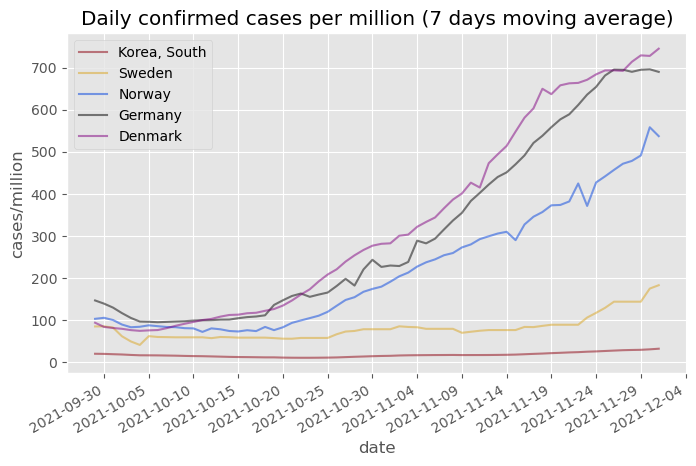 Daily confirmed cases per million (7 days moving average)
Korea, South
Sweden
Norway
Germany
Denmark
700
600
500
400
300
200
100
0
cases/million
2021-09-30
2021-10-05
2021-10-10
2021-10-15
2021-10-20
2021-10-25
2021-10-30
2021-11-04
2021-11-09
2021-11-14
2021-11-19
2021-11-24
2021-11-29
2021-12-04
date